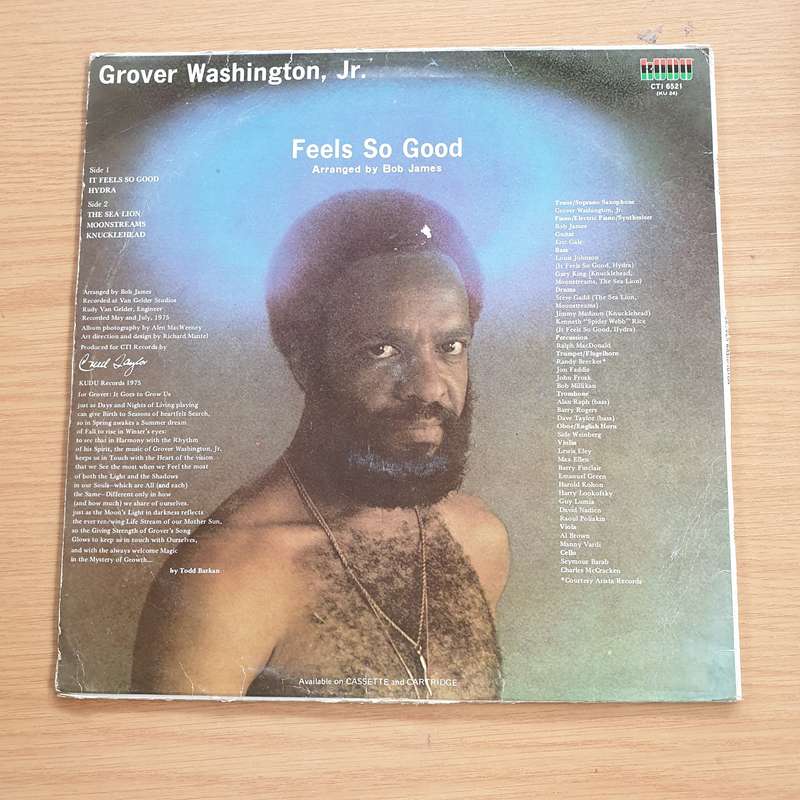 Grover Washington, Jr.
KUDU
CTI 6521
(KU 24)
Feels So Good
Arranged by Bob James
Side 1
IT FEELS SO GOOD
HYDRA
Side 2
THE SEA LION
MOONSTREAMS
KNUCKLEHEAD
Arranged by Bob James
Recorded at Van Gelder Studios
Rudy Van Gelder, Engineer
Recorded May and July, 1975
Album photography by Alen MacWeeney
Art direction and design by Richard Mantel
Produced for CTI Records by
Creed Taylor
KUDU Records 1975
for Grover: It Goes to Grow Us
just as Days and Nights of Living playing
can give Birth to Seasons of heartfelt Search,
so in Spring awakes a Summer dream
of Fall to rise in Winter's eyes:
to see that in Harmony with the Rhythm
of his Spirit, the music of Grover Washington, Jr.
keeps us in Touch with the Heart of the vision
that we See the most when we Feel the most
of both the Light and the Shadows
in our Souls—which are All (and each)
the Same—Different only in how
(and how much) we share of ourselves.
just as the Moon's Light in darkness reflects
the ever renewing Life Stream of our Mother Sun,
so the Giving Strength of Grover's Song
Glows to keep us in touch with Ourselves,
and with the always welcome Magic
in the Mystery of Growth...
by Todd Barkan
Tenor/Soprano Saxophone
Grover Washington, Jr.
Piano/Electric Piano/Synthesizer
Bob James
Guitar
Eric Gale
Bass
Louis Johnson
(It Feels So Good, Hydra)
Gary King (Knucklehead,
Moonstreams, The Sea Lion)
Drums
Steve Gadd (The Sea Lion,
Moonstreams)
Jimmy Madison (Knucklehead)
Kenneth "Spider Webb" Rice
(It Feels So Good, Hydra)
Percussion
Ralph MacDonald
Trumpet/Flugelhorn
Randy Brecker*
Jon Faddis
John Frosk
Bob Millikan
Trombone
Alan Raph (bass)
Barry Rogers
Dave Taylor (bass)
Oboe/English Horn
Side Weinberg
Violin
Lewis Eley
Max Ellen
Barry Finclair
Emanuel Green
Harold Kohon
Harry Lookofsky
Guy Lumia
David Nadien
Raoul Poliakin
Viola
Al Brown
Manny Vardi
Cello
Seymour Barab
Charles McCracken
*Courtesy Arista Records
Available on CASSETTE and CARTRIDGE